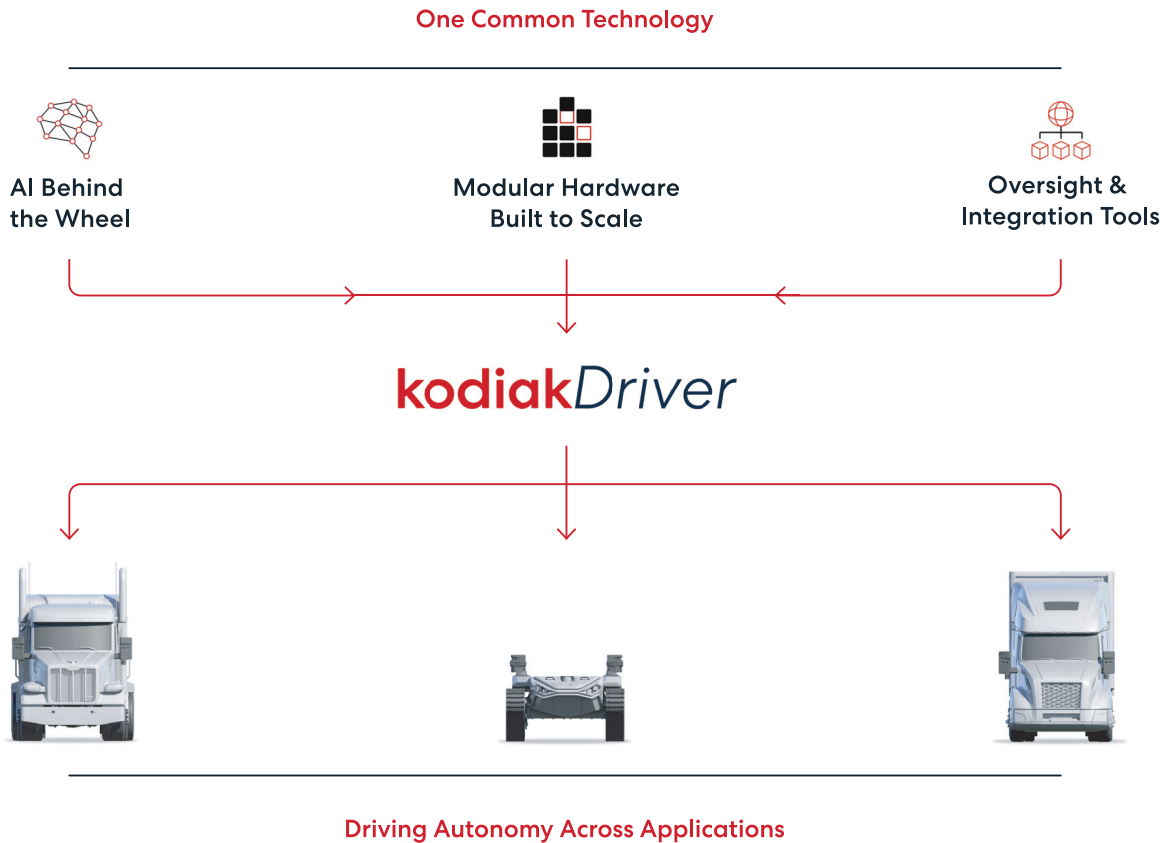 One Common Technology
AI Behind
the Wheel
Modular Hardware
Built to Scale
Oversight &
Integration Tools
kodiakDriver
Driving Autonomy Across Applications